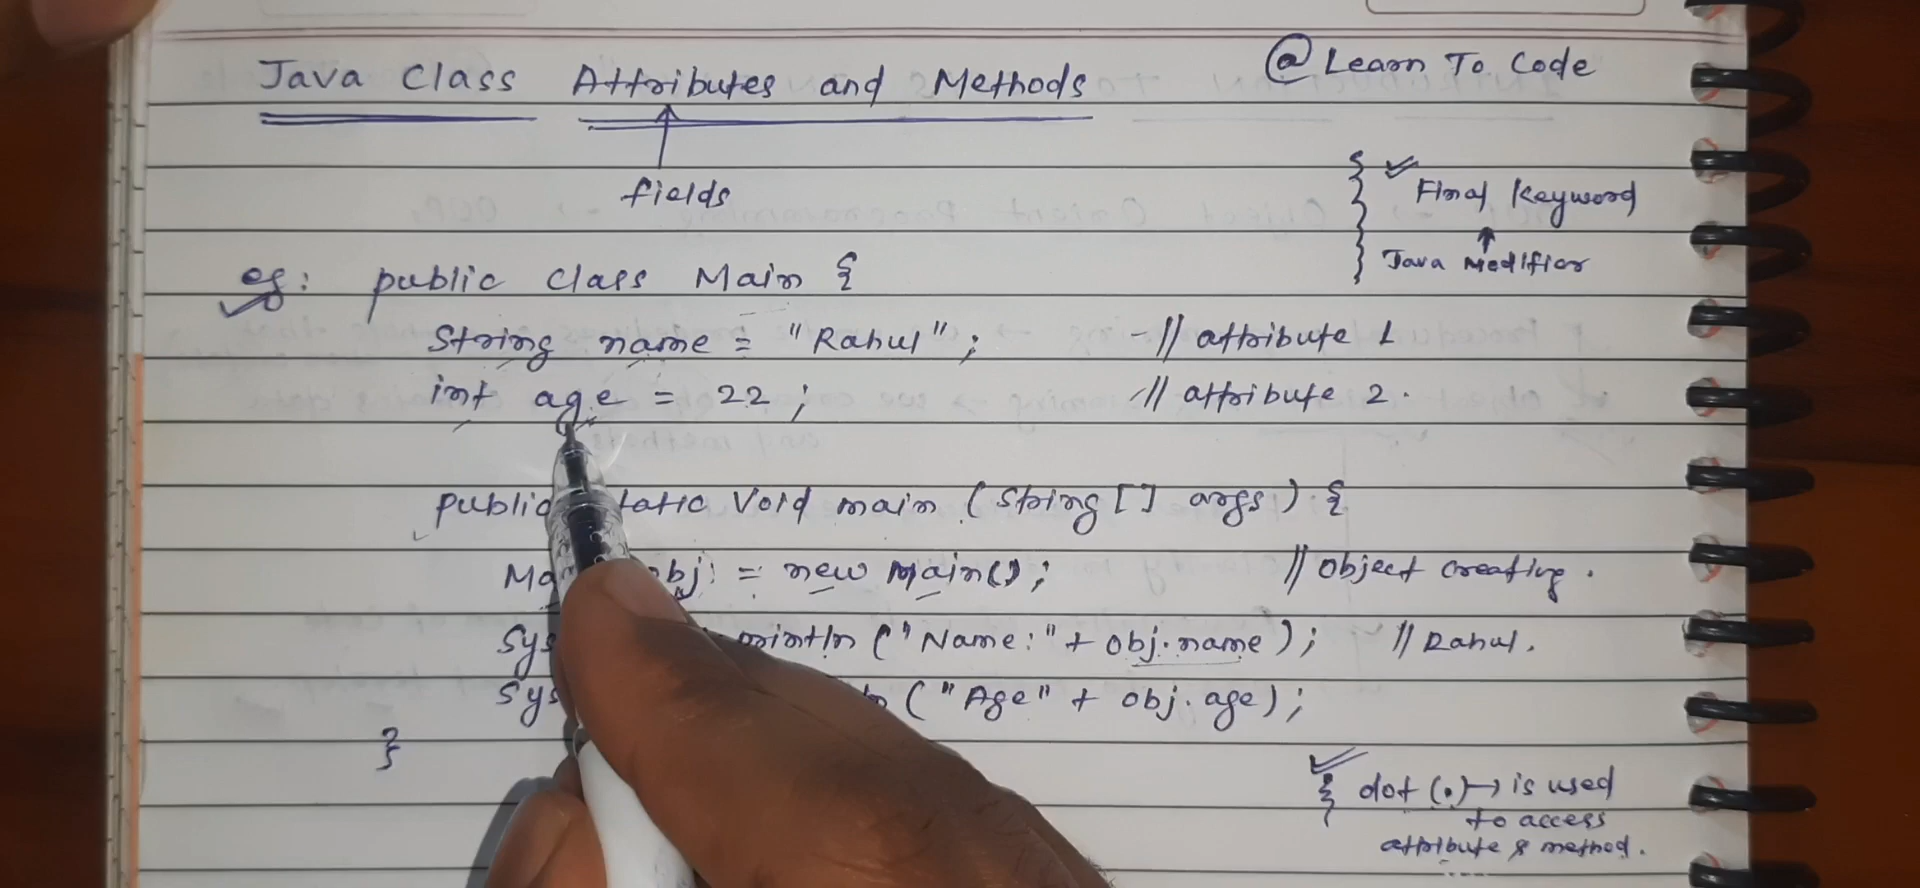 Java Class Attributes and Methods
@ Learn To Code
fields
Final Keyword
Java Modifier
eg: public class Main {
String name = "Rahul"; -// attribute 1
int age = 22; // attribute 2.
public static void main (String [] args) {
obj = new Main(); // object creating.
println ("Name:" + obj.name); // Rahul.
("Age" + obj.age);
}
dot (.) → is used
to access
attribute & method.